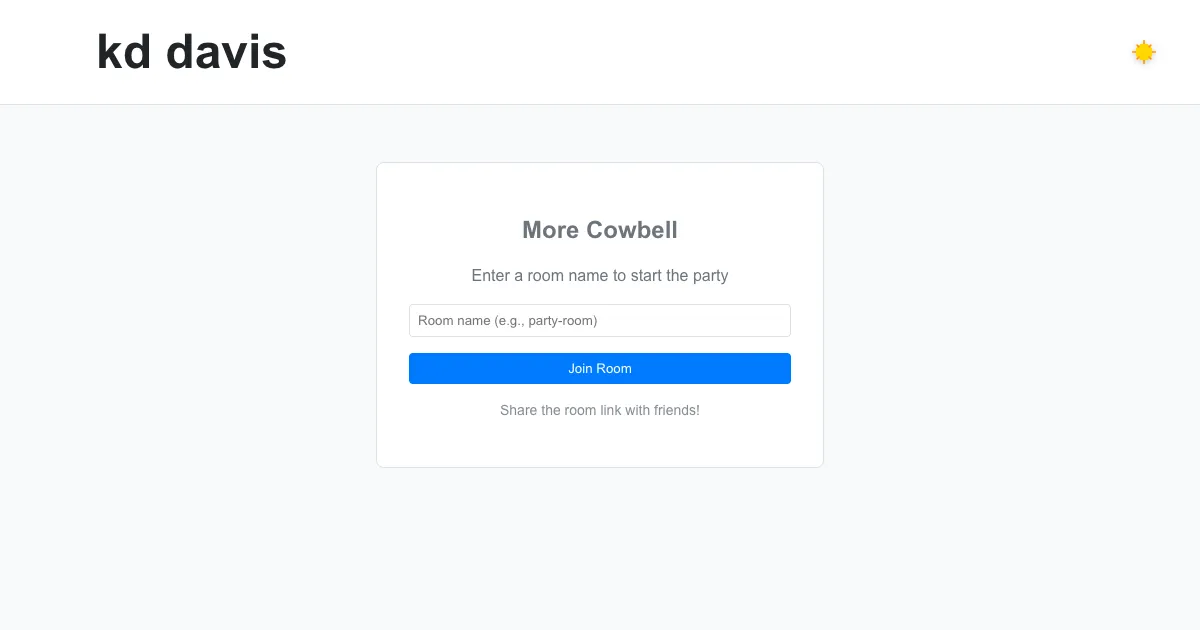 kd davis
More Cowbell
Enter a room name to start the party
Room name (e.g., party-room)
Join Room
Share the room link with friends!